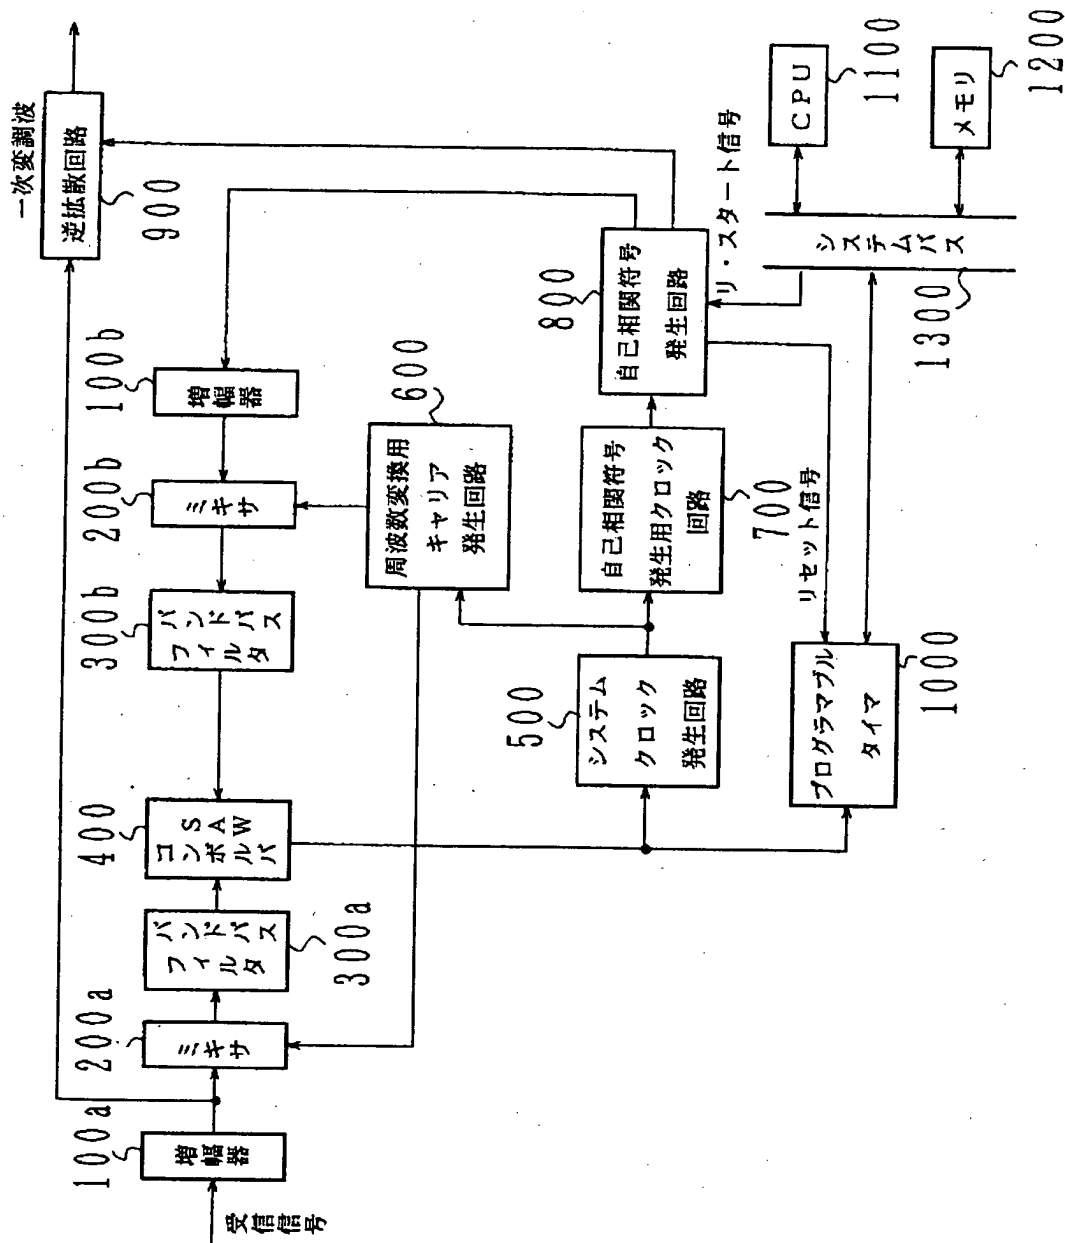 一次変調波
逆拡散回路
900
100b
増幅器
200b
ミキサ
300b
バンドパス
フィルタ
400
SAW
コンボルバ
バンドパス
フィルタ
300a
200a
ミキサ
100a
増幅器
受信信号
600
周波数変換用
キャリア
発生回路
800
自己相関符号
発生回路
自己相関符号
発生用クロック
回路
700
500
システム
クロック
発生回路
リ・スタート信号
リセット信号
プログラマブル
タイマ
1000
CPU
1100
メモリ
1200
システムバス
1300